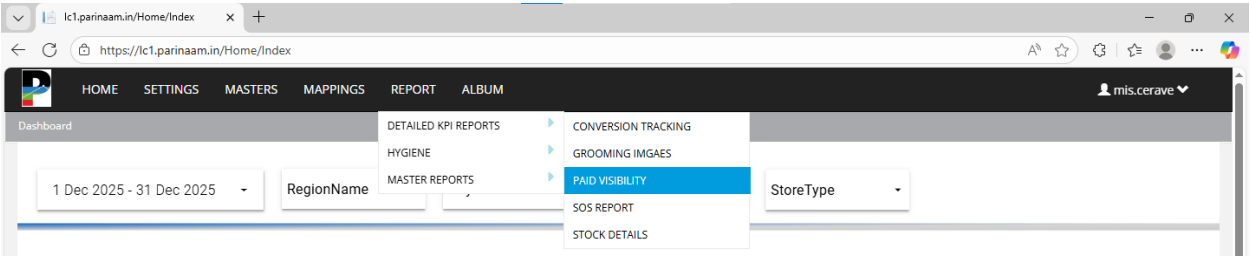 lc1.parinaam.in/Home/Index
https://lc1.parinaam.in/Home/Index
P HOME SETTINGS MASTERS MAPPINGS REPORT ALBUM mis.cerave
Dashboard
DETAILED KPI REPORTS CONVERSION TRACKING
HYGIENE GROOMING IMGAES
MASTER REPORTS PAID VISIBILITY
1 Dec 2025 - 31 Dec 2025 RegionName StoreType
SOS REPORT
STOCK DETAILS